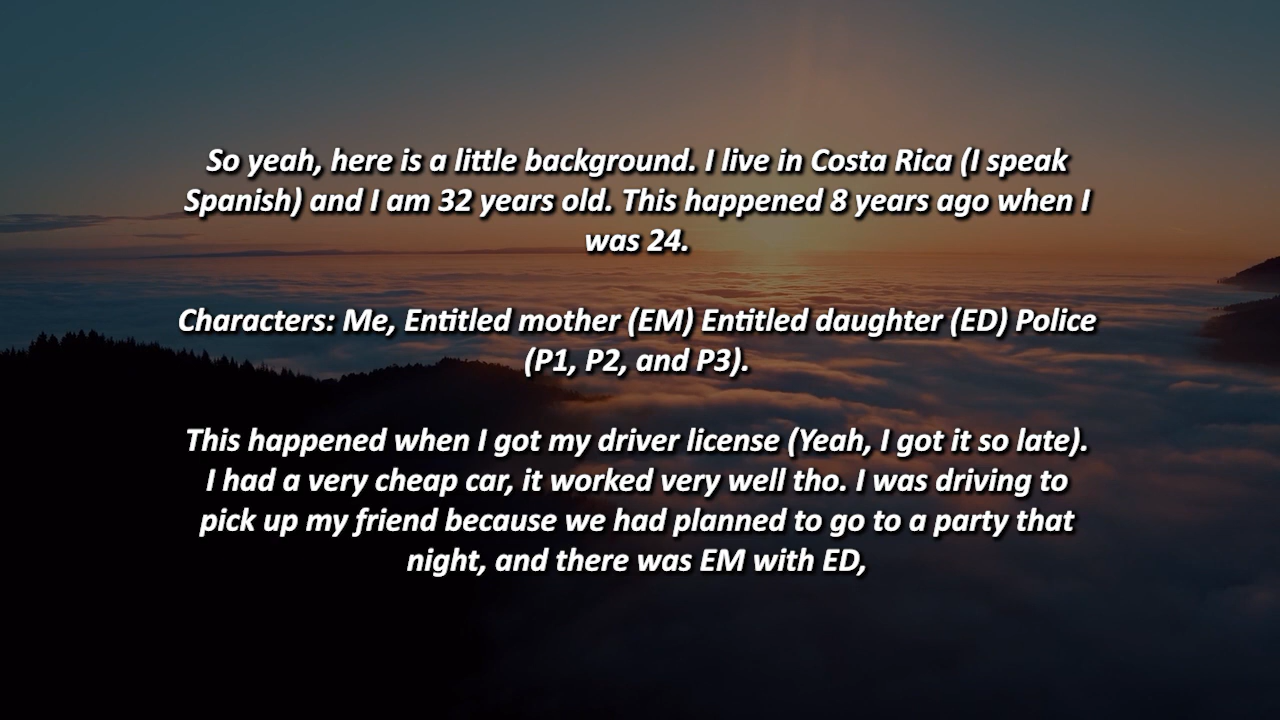 So yeah, here is a little background. I live in Costa Rica (I speak
Spanish) and I am 32 years old. This happened 8 years ago when I
was 24.
Characters: Me, Entitled mother (EM) Entitled daughter (ED) Police
(P1, P2, and P3).
This happened when I got my driver license (Yeah, I got it so late).
I had a very cheap car, it worked very well tho. I was driving to
pick up my friend because we had planned to go to a party that
night, and there was EM with ED,